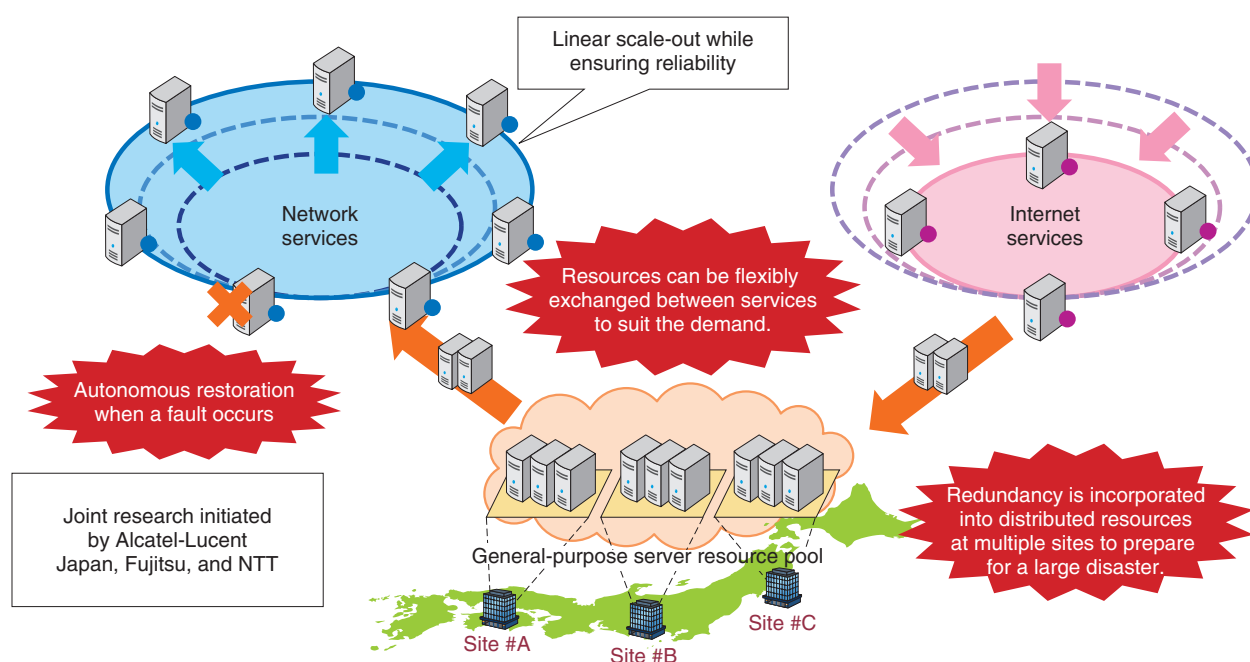 Linear scale-out while
ensuring reliability
Network
services
Internet
services
Resources can be flexibly
exchanged between services
to suit the demand.
Autonomous restoration
when a fault occurs
Joint research initiated
by Alcatel-Lucent
Japan, Fujitsu, and NTT
Redundancy is incorporated
into distributed resources
at multiple sites to prepare
for a large disaster.
General-purpose server resource pool
Site #A
Site #B
Site #C